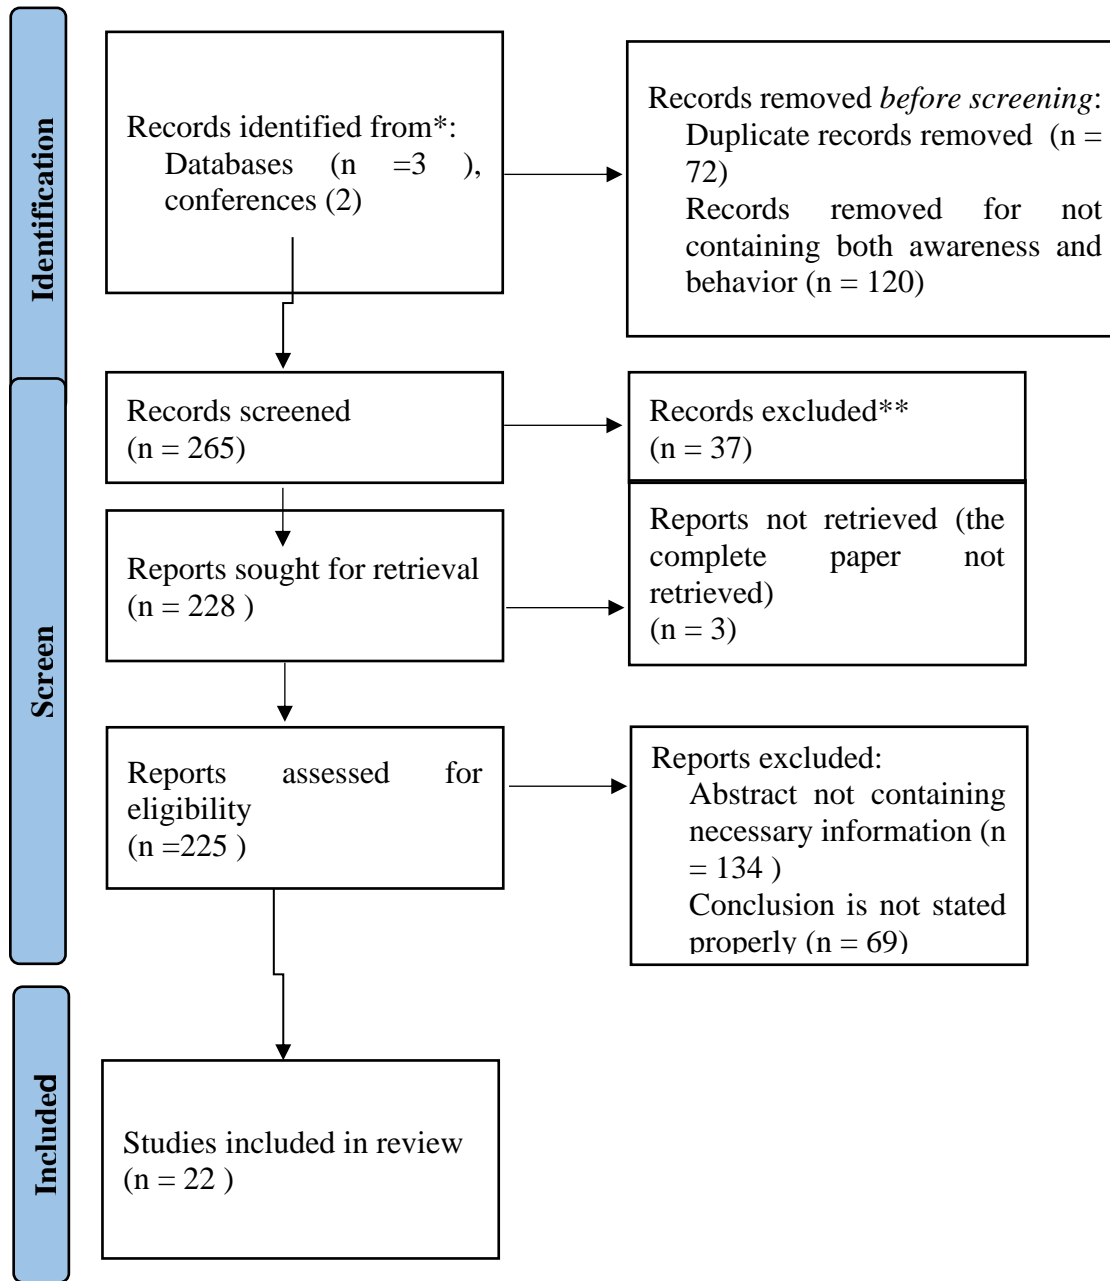 Identification
Records identified from*:
Databases (n =3 ),
conferences (2)
Records removed before screening:
Duplicate records removed (n =
72)
Records removed for not
containing both awareness and
behavior (n = 120)
Screen
Records screened
(n = 265)
Records excluded**
(n = 37)
Reports sought for retrieval
(n = 228 )
Reports not retrieved (the
complete paper not
retrieved)
(n = 3)
Reports assessed for
eligibility
(n =225 )
Reports excluded:
Abstract not containing
necessary information (n
= 134 )
Conclusion is not stated
properly (n = 69)
Included
Studies included in review
(n = 22 )